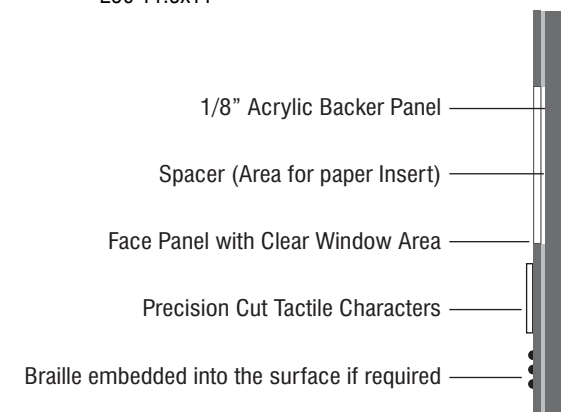 1/8” Acrylic Backer Panel
Spacer (Area for paper Insert)
Face Panel with Clear Window Area
Precision Cut Tactile Characters
Braille embedded into the surface if required